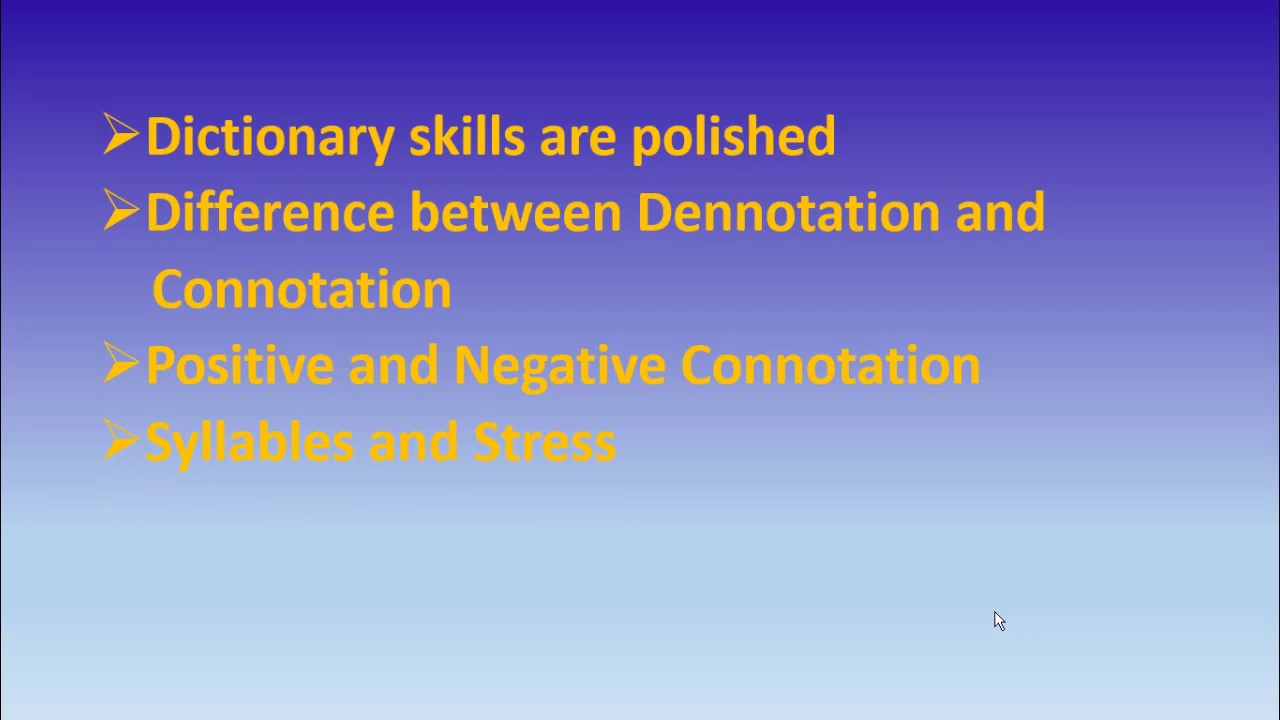 ➢Dictionary skills are polished
➢Difference between Dennotation and
Connotation
➢Positive and Negative Connotation
➢Syllables and Stress